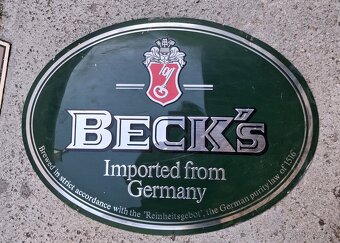 BECK'S
Imported from
Germany
Brewed in strict accordance with the "Reinheitsgebot", the German purity law of 1516